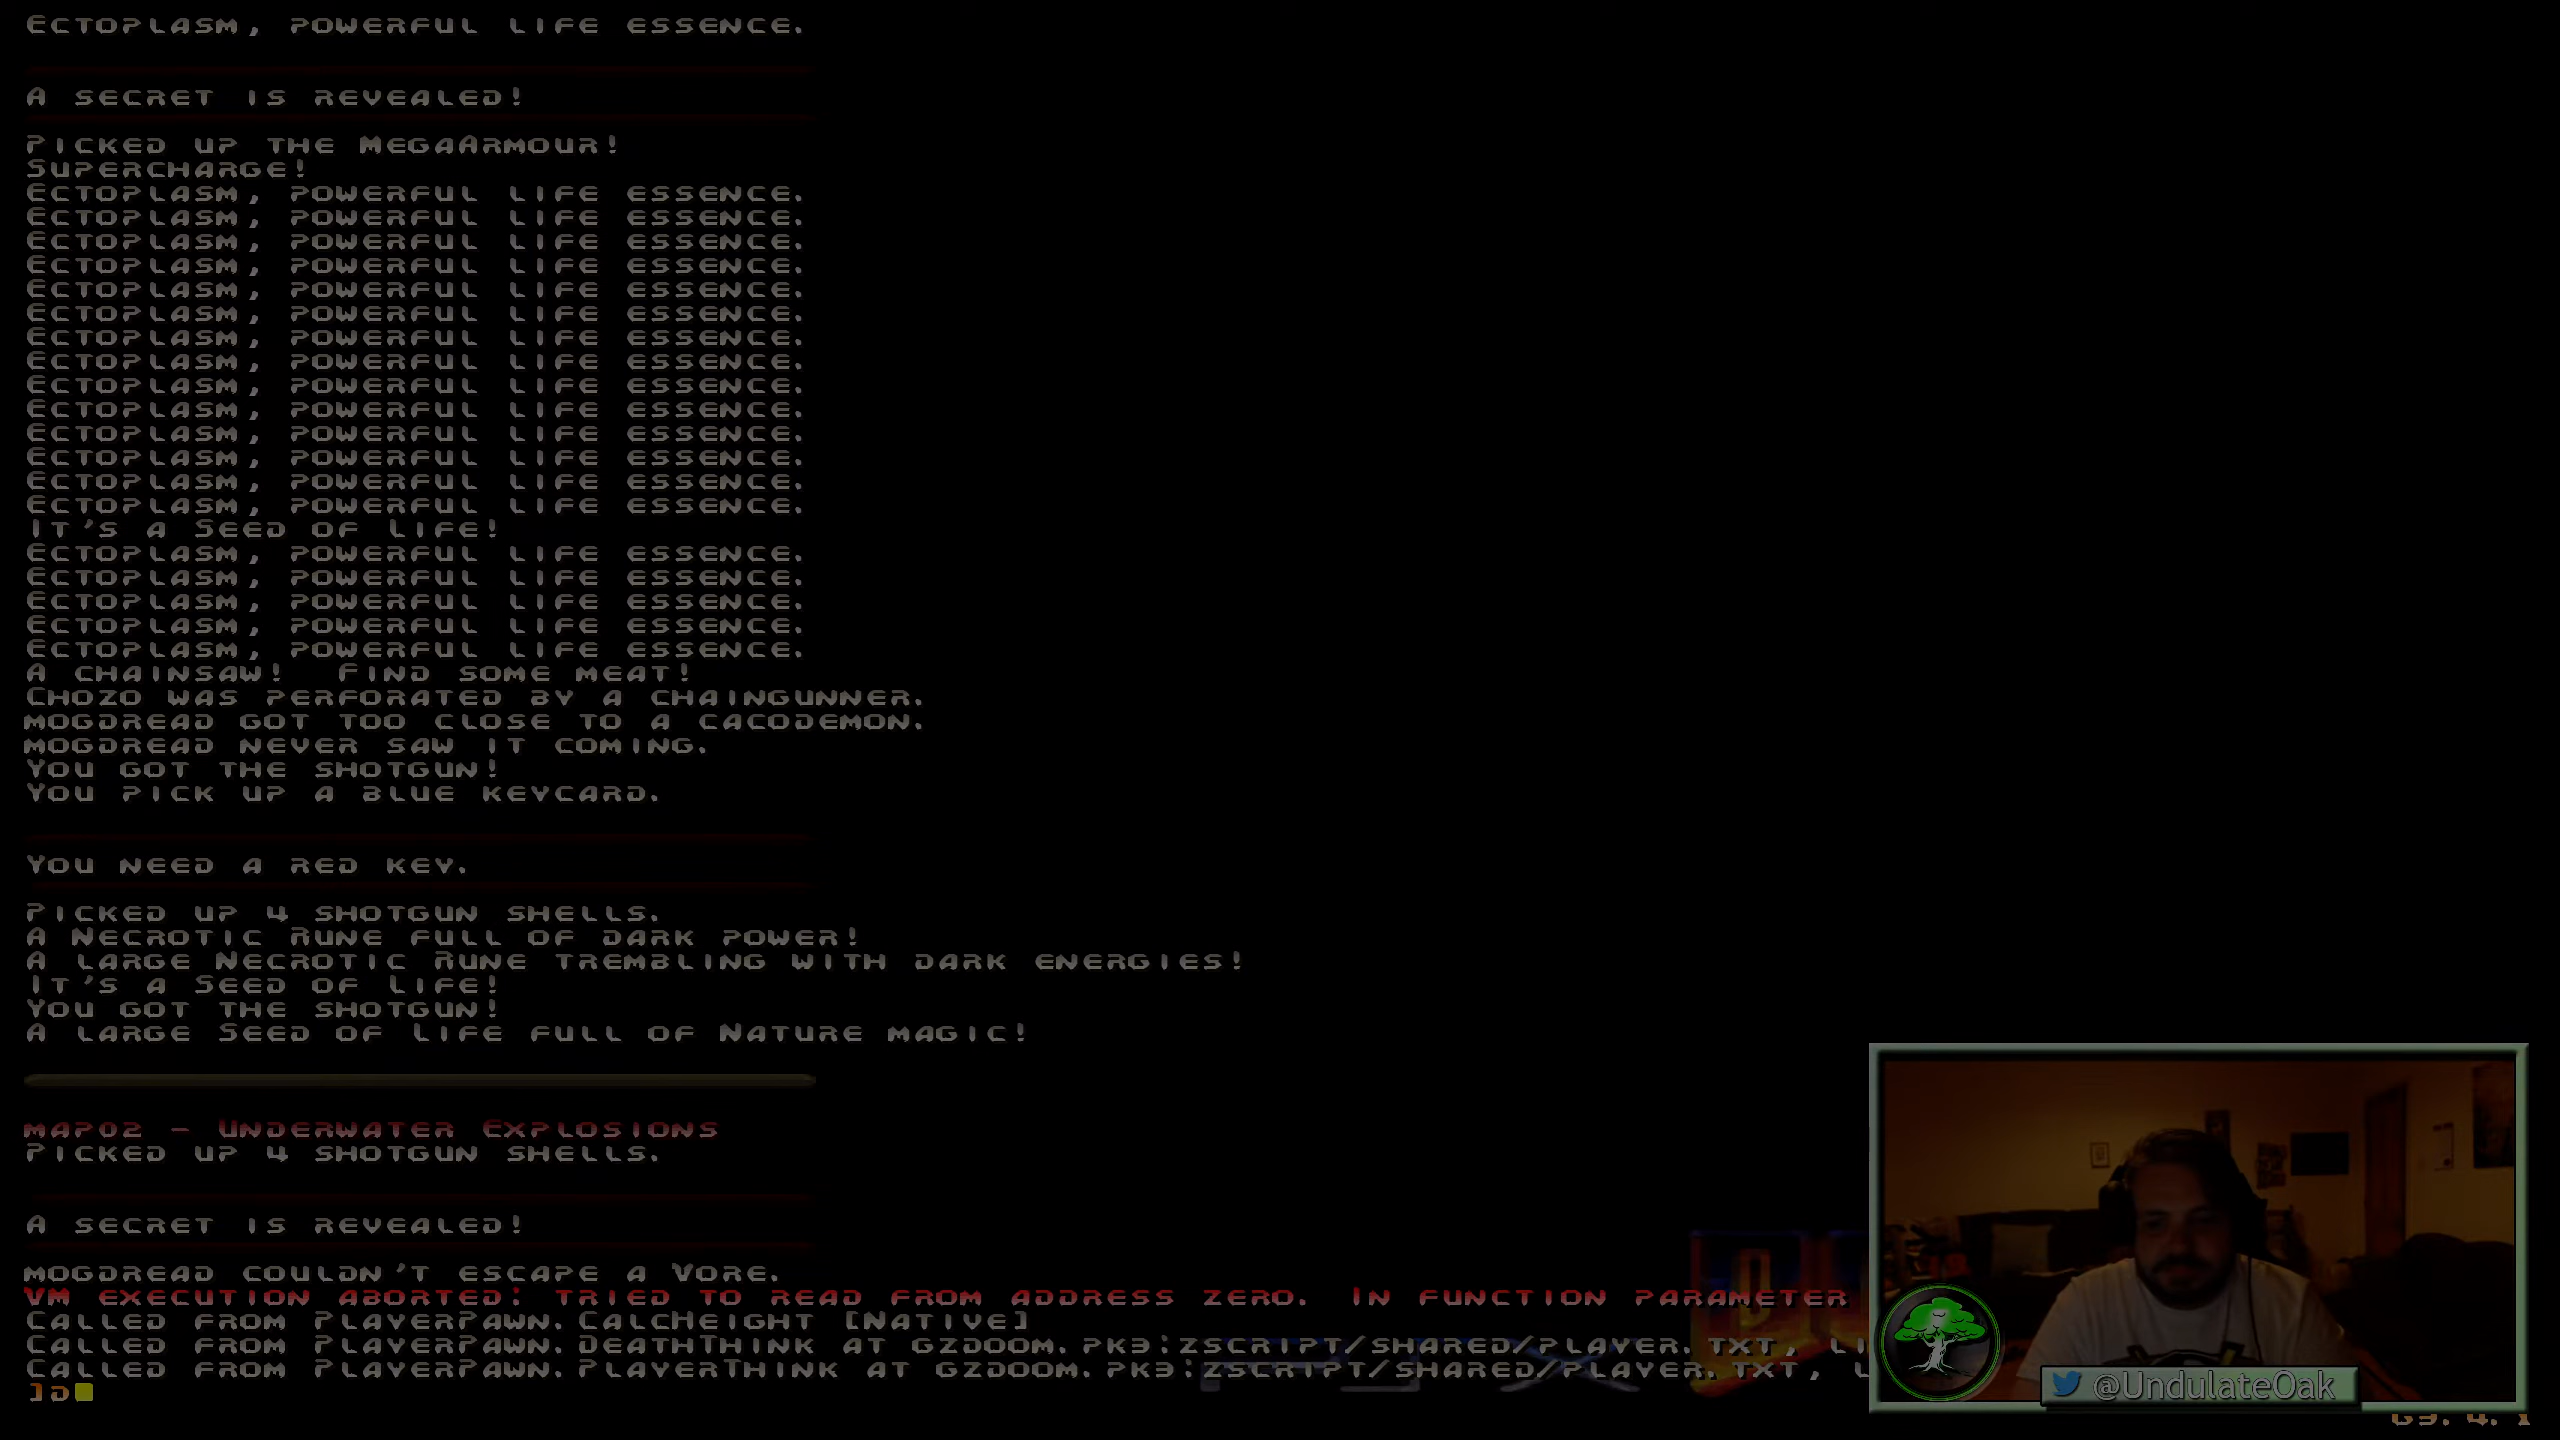 Ectoplasm, powerful life essence.
A secret is revealed!
Picked up the MegaArmour!
Supercharge!
Ectoplasm, powerful life essence.
Ectoplasm, powerful life essence.
Ectoplasm, powerful life essence.
Ectoplasm, powerful life essence.
Ectoplasm, powerful life essence.
Ectoplasm, powerful life essence.
Ectoplasm, powerful life essence.
Ectoplasm, powerful life essence.
Ectoplasm, powerful life essence.
Ectoplasm, powerful life essence.
Ectoplasm, powerful life essence.
Ectoplasm, powerful life essence.
Ectoplasm, powerful life essence.
Ectoplasm, powerful life essence.
It's a Seed of Life!
Ectoplasm, powerful life essence.
Ectoplasm, powerful life essence.
Ectoplasm, powerful life essence.
Ectoplasm, powerful life essence.
Ectoplasm, powerful life essence.
A chainsaw!  Find some meat!
Chozo was perforated by a chaingunner.
mogdread got too close to a cacodemon.
mogdread never saw it coming.
You got the shotgun!
You pick up a blue keycard.
You need a red key.
Picked up 4 shotgun shells.
A Necrotic Rune full of dark power!
A large Necrotic Rune trembling with dark energies!
It's a Seed of Life!
You got the shotgun!
A large Seed of Life full of Nature magic!
map02 - Underwater Explosions
Picked up 4 shotgun shells.
A secret is revealed!
mogdread couldn't escape a Vore.
VM execution aborted: tried to read from address zero. In function parameter
Called from PlayerPawn.CalcHeight [Native]
Called from PlayerPawn.DeathThink at gzdoom.pk3:zscript/shared/player.txt, li
Called from PlayerPawn.PlayerThink at gzdoom.pk3:zscript/shared/player.txt, l
]d
@UndulateOak